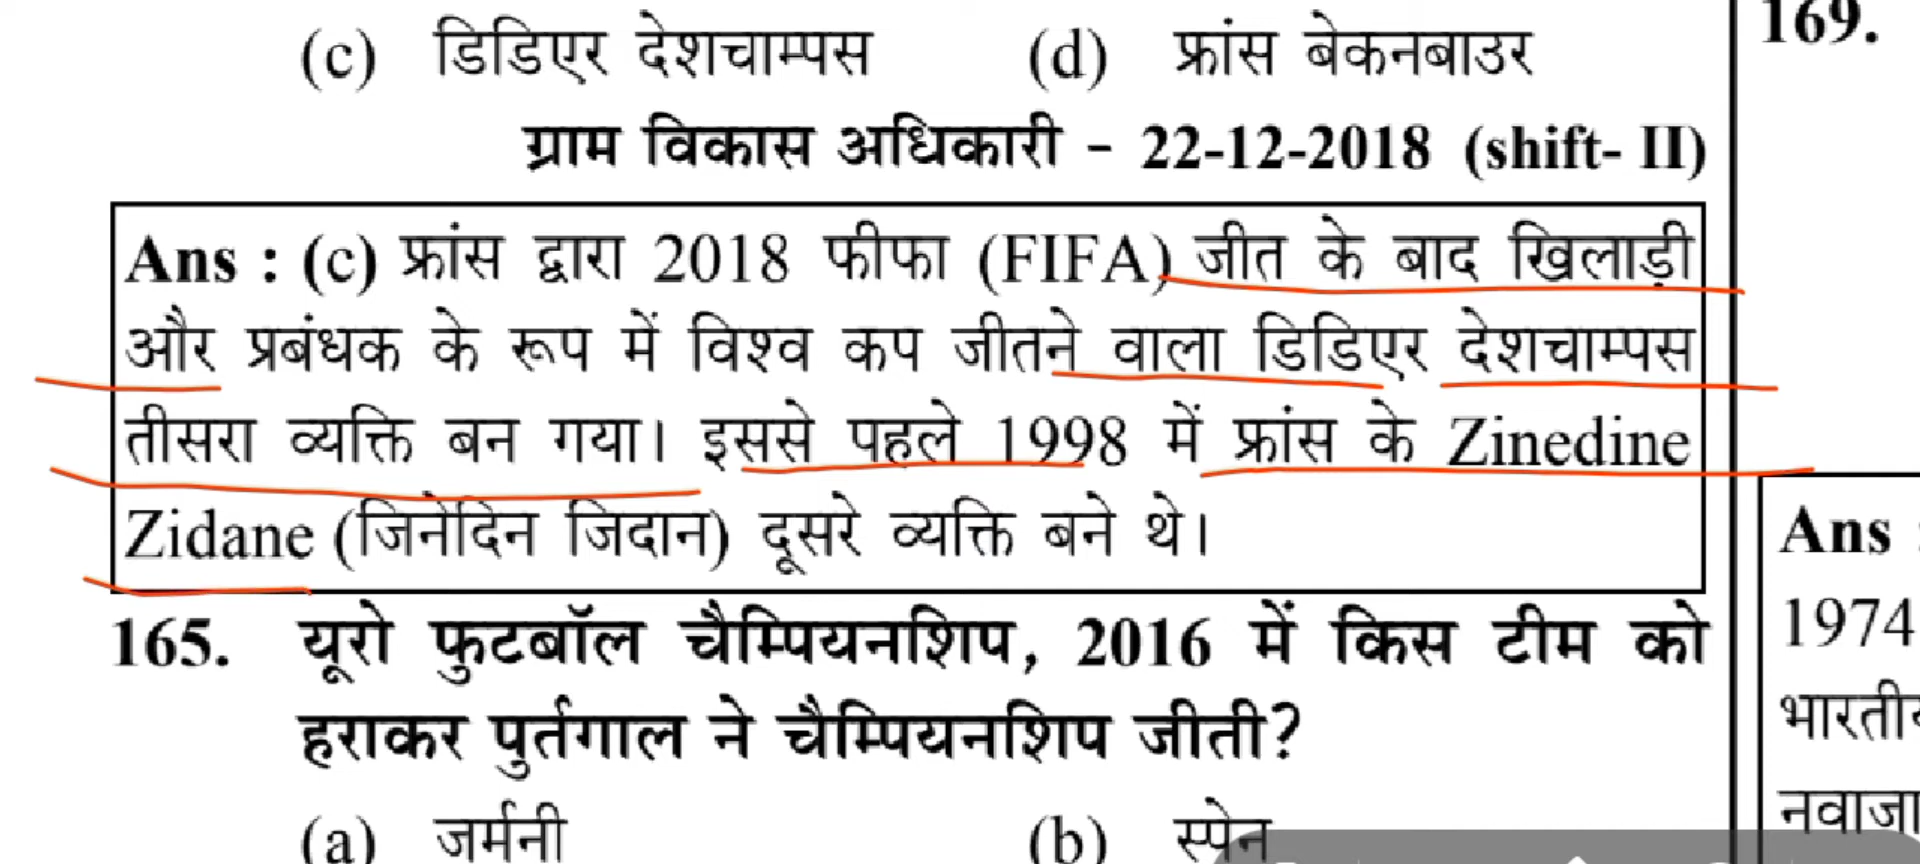 (c) डिडिएर देशचाम्पस (d) फ्रांस बेकनबाउर
ग्राम विकास अधिकारी - 22-12-2018 (shift- II)
Ans : (c) फ्रांस द्वारा 2018 फीफा (FIFA) जीत के बाद खिलाड़ी
और प्रबंधक के रूप में विश्व कप जीतने वाला डिडिएर देशचाम्पस
तीसरा व्यक्ति बन गया। इससे पहले 1998 में फ्रांस के Zinedine
Zidane (जिनेदिन जिदान) दूसरे व्यक्ति बने थे।
165. यूरो फुटबॉल चैम्पियनशिप, 2016 में किस टीम को
हराकर पुर्तगाल ने चैम्पियनशिप जीती?
(a) जर्मनी (b) स्पेन
169.
Ans
1974